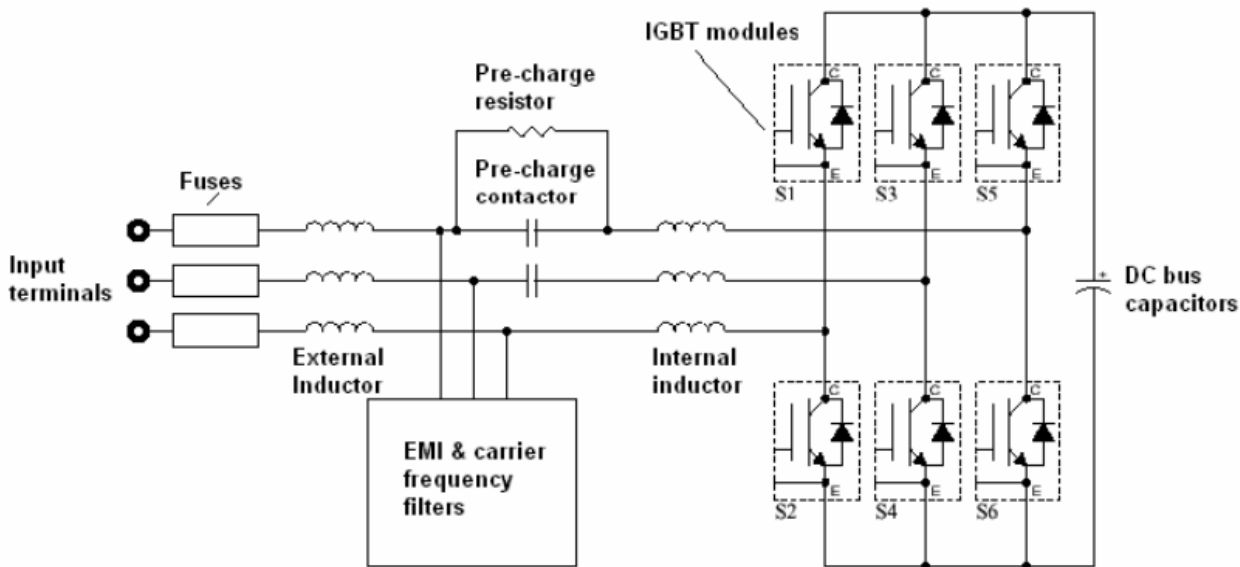 IGBT modules
Pre-charge
resistor
Pre-charge
contactor
Fuses
Input
terminals
External
Inductor
Internal
inductor
EMI & carrier
frequency
filters
DC bus
capacitors
+
C
E
S1
C
E
S3
C
E
S5
C
E
S2
C
E
S4
C
E
S6